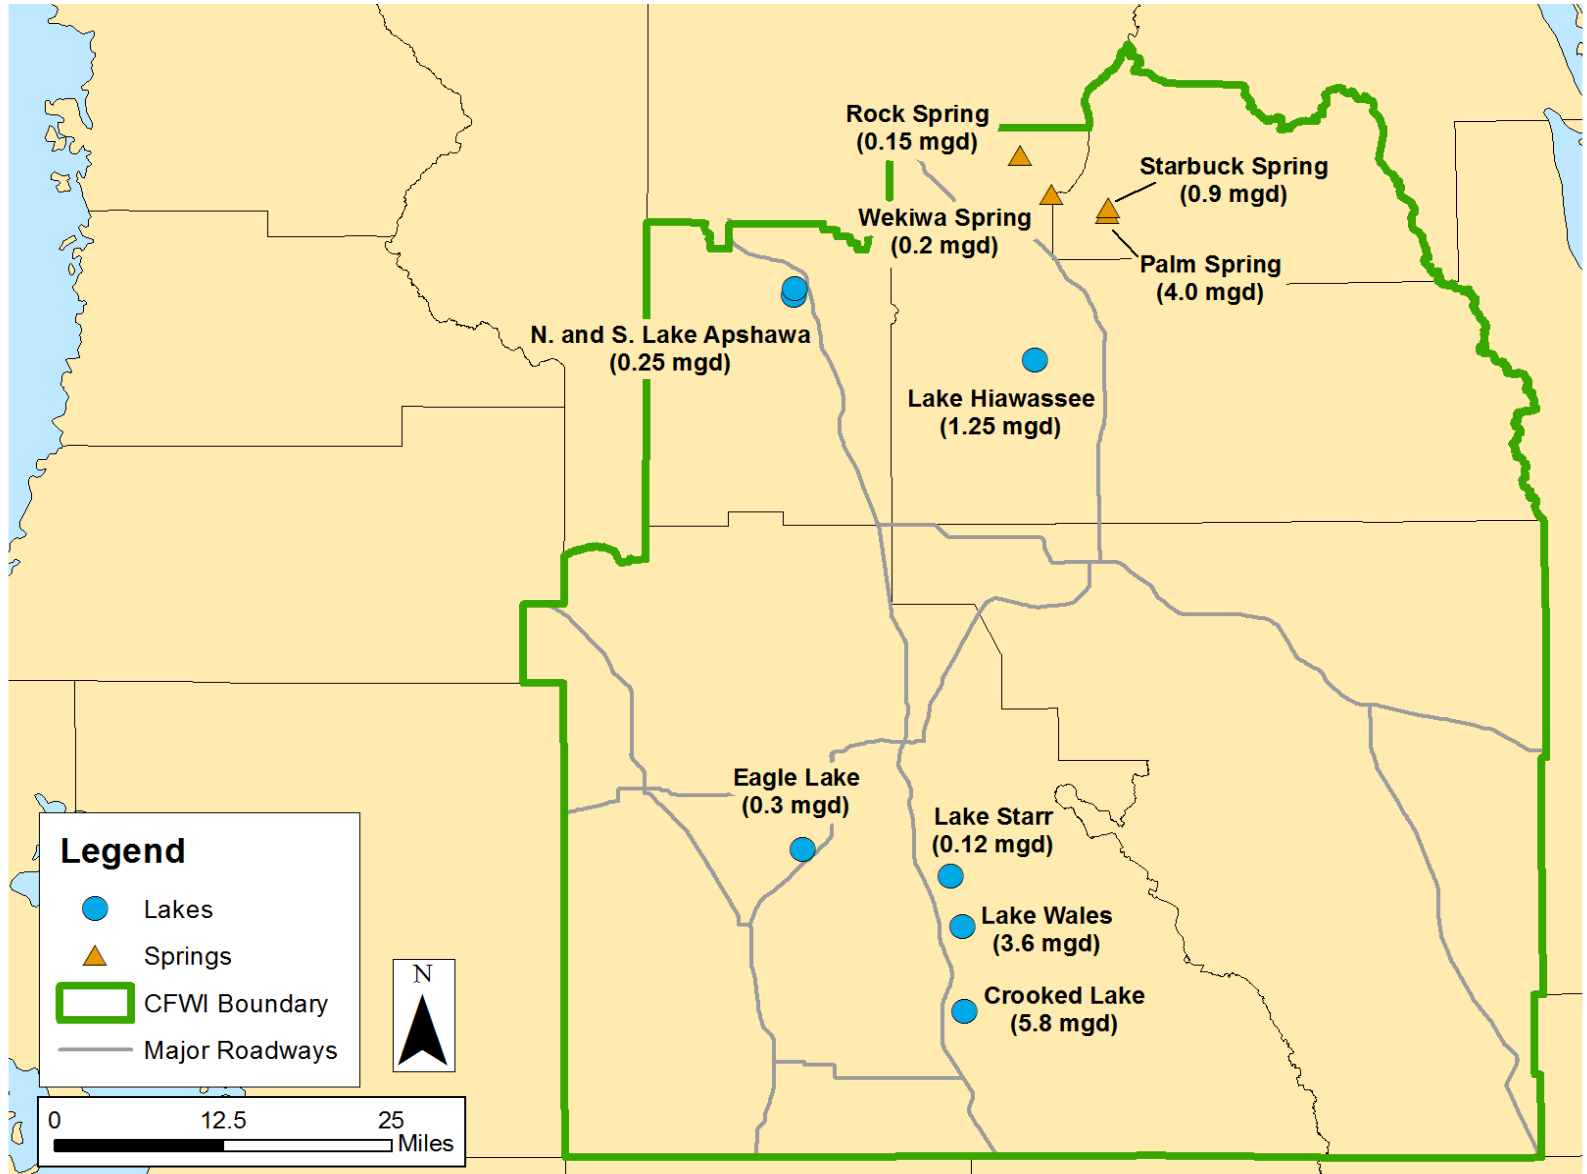 Rock Spring
(0.15 mgd)
Starbuck Spring
(0.9 mgd)
Wekiwa Spring
(0.2 mgd)
Palm Spring
(4.0 mgd)
N. and S. Lake Apshawa
(0.25 mgd)
Lake Hiawassee
(1.25 mgd)
Eagle Lake
(0.3 mgd)
Lake Starr
(0.12 mgd)
Lake Wales
(3.6 mgd)
Crooked Lake
(5.8 mgd)
Legend
Lakes
Springs
CFWI Boundary
Major Roadways
N
0 12.5 25
Miles